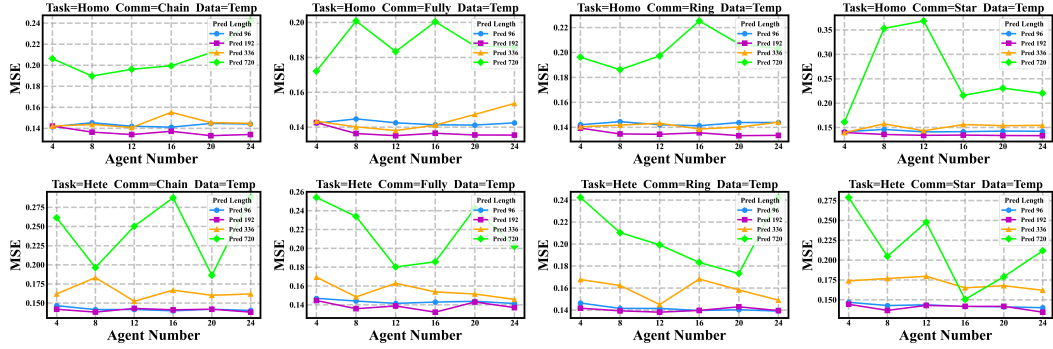 Task=Homo Comm=Chain Data=Temp
MSE
0.24
0.22
0.20
0.18
0.16
0.14
4 8 12 16 20 24
Agent Number
Pred Length
Pred 96
Pred 192
Pred 336
Pred 720
Task=Homo Comm=Fully Data=Temp
MSE
0.20
0.18
0.16
0.14
4 8 12 16 20 24
Agent Number
Pred Length
Pred 96
Pred 192
Pred 336
Pred 720
Task=Homo Comm=Ring Data=Temp
MSE
0.22
0.20
0.18
0.16
0.14
4 8 12 16 20 24
Agent Number
Pred Length
Pred 96
Pred 192
Pred 336
Pred 720
Task=Homo Comm=Star Data=Temp
MSE
0.35
0.30
0.25
0.20
0.15
4 8 12 16 20 24
Agent Number
Pred Length
Pred 96
Pred 192
Pred 336
Pred 720
Task=Hete Comm=Chain Data=Temp
MSE
0.275
0.250
0.225
0.200
0.175
0.150
4 8 12 16 20 24
Agent Number
Pred Length
Pred 96
Pred 192
Pred 336
Pred 720
Task=Hete Comm=Fully Data=Temp
MSE
0.26
0.24
0.22
0.20
0.18
0.16
0.14
4 8 12 16 20 24
Agent Number
Pred Length
Pred 96
Pred 192
Pred 336
Pred 720
Task=Hete Comm=Ring Data=Temp
MSE
0.24
0.22
0.20
0.18
0.16
0.14
4 8 12 16 20 24
Agent Number
Pred Length
Pred 96
Pred 192
Pred 336
Pred 720
Task=Hete Comm=Star Data=Temp
MSE
0.275
0.250
0.225
0.200
0.175
0.150
4 8 12 16 20 24
Agent Number
Pred Length
Pred 96
Pred 192
Pred 336
Pred 720